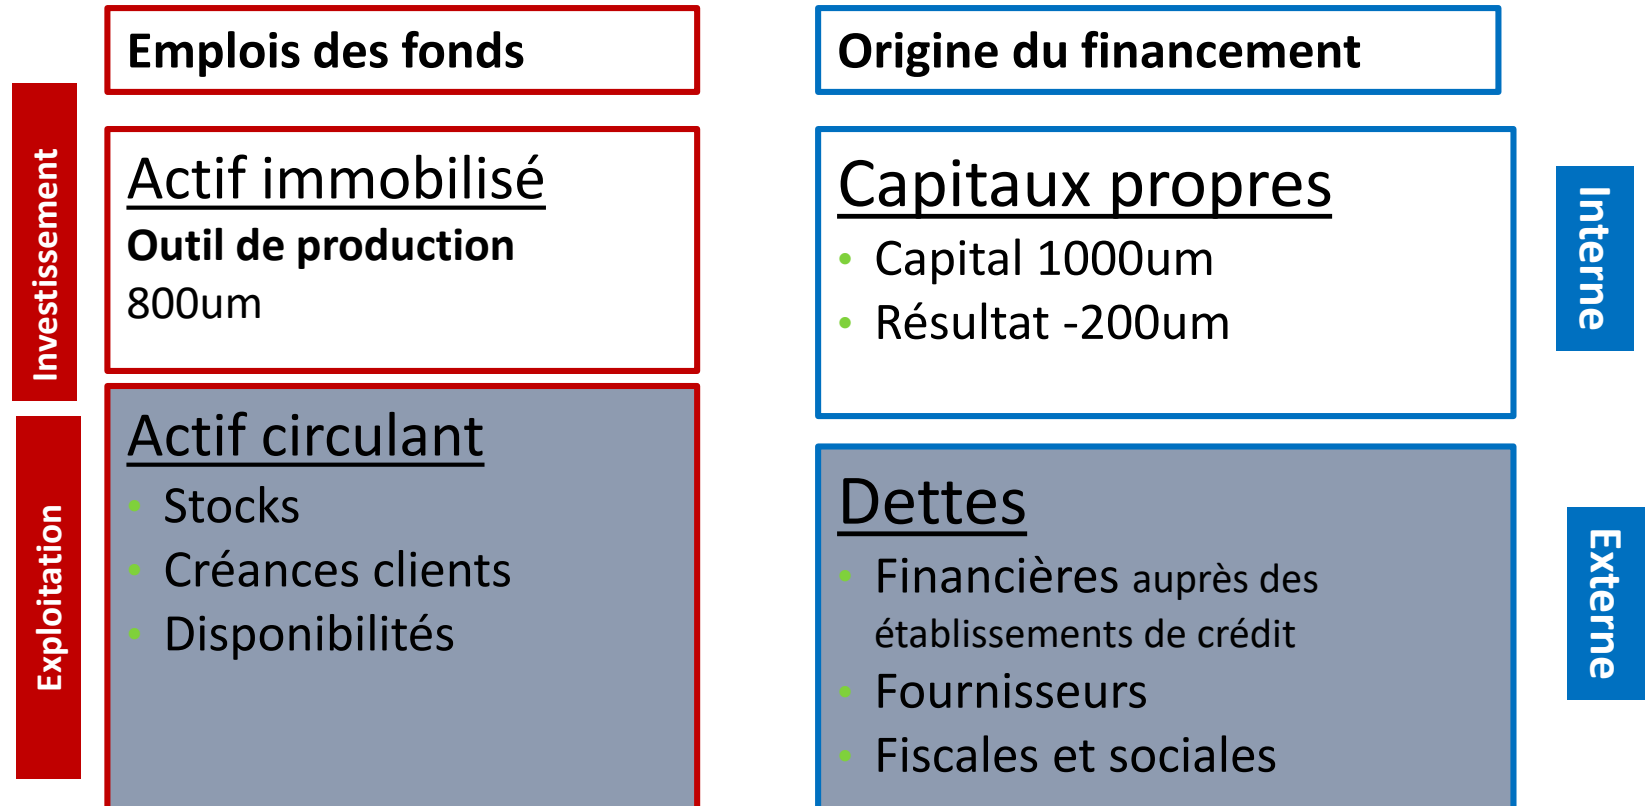 Emplois des fonds
Origine du financement
Investissement
Actif immobilisé
Outil de production
800um
Capitaux propres
• Capital 1000um
• Résultat -200um
Interne
Exploitation
Actif circulant
• Stocks
• Créances clients
• Disponibilités
Dettes
• Financières auprès des
établissements de crédit
• Fournisseurs
• Fiscales et sociales
Externe